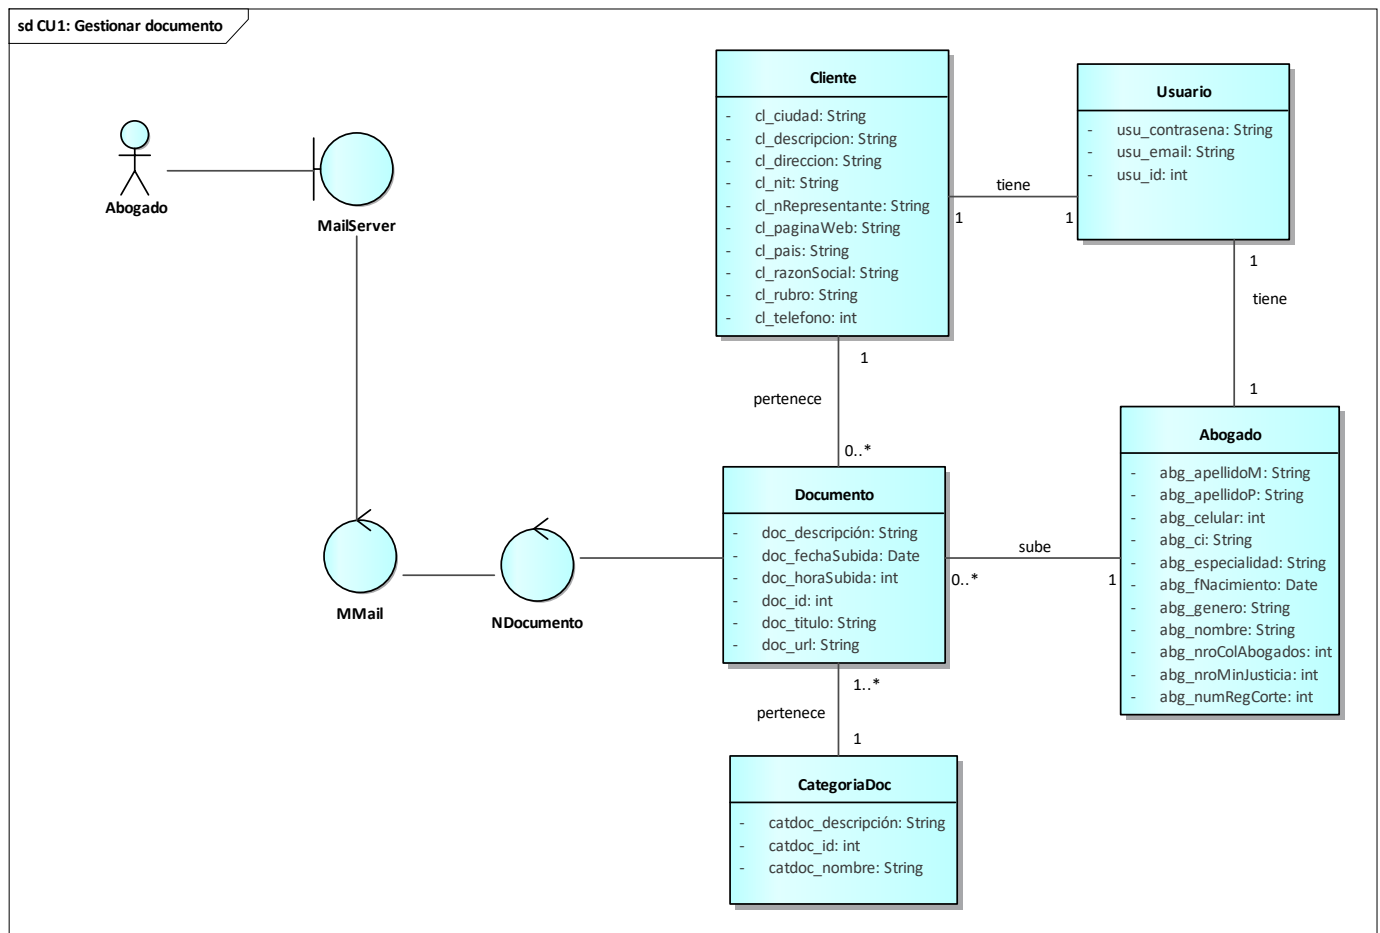 sd CU1: Gestionar documento
Abogado
MailServer
MMail
NDocumento
Cliente
- cl_ciudad: String
- cl_descripcion: String
- cl_direccion: String
- cl_nit: String
- cl_nRepresentante: String
- cl_paginaWeb: String
- cl_pais: String
- cl_razonSocial: String
- cl_rubro: String
- cl_telefono: int
tiene
1
1
Usuario
- usu_contrasena: String
- usu_email: String
- usu_id: int
1
tiene
1
1
pertenece
0..*
Documento
- doc_descripción: String
- doc_fechaSubida: Date
- doc_horaSubida: int
- doc_id: int
- doc_titulo: String
- doc_url: String
sube
0..*
1
Abogado
- abg_apellidoM: String
- abg_apellidoP: String
- abg_celular: int
- abg_ci: String
- abg_especialidad: String
- abg_fNacimiento: Date
- abg_genero: String
- abg_nombre: String
- abg_nroColAbogados: int
- abg_nroMinJusticia: int
- abg_numRegCorte: int
1..*
pertenece
1
CategoriaDoc
- catdoc_descripción: String
- catdoc_id: int
- catdoc_nombre: String